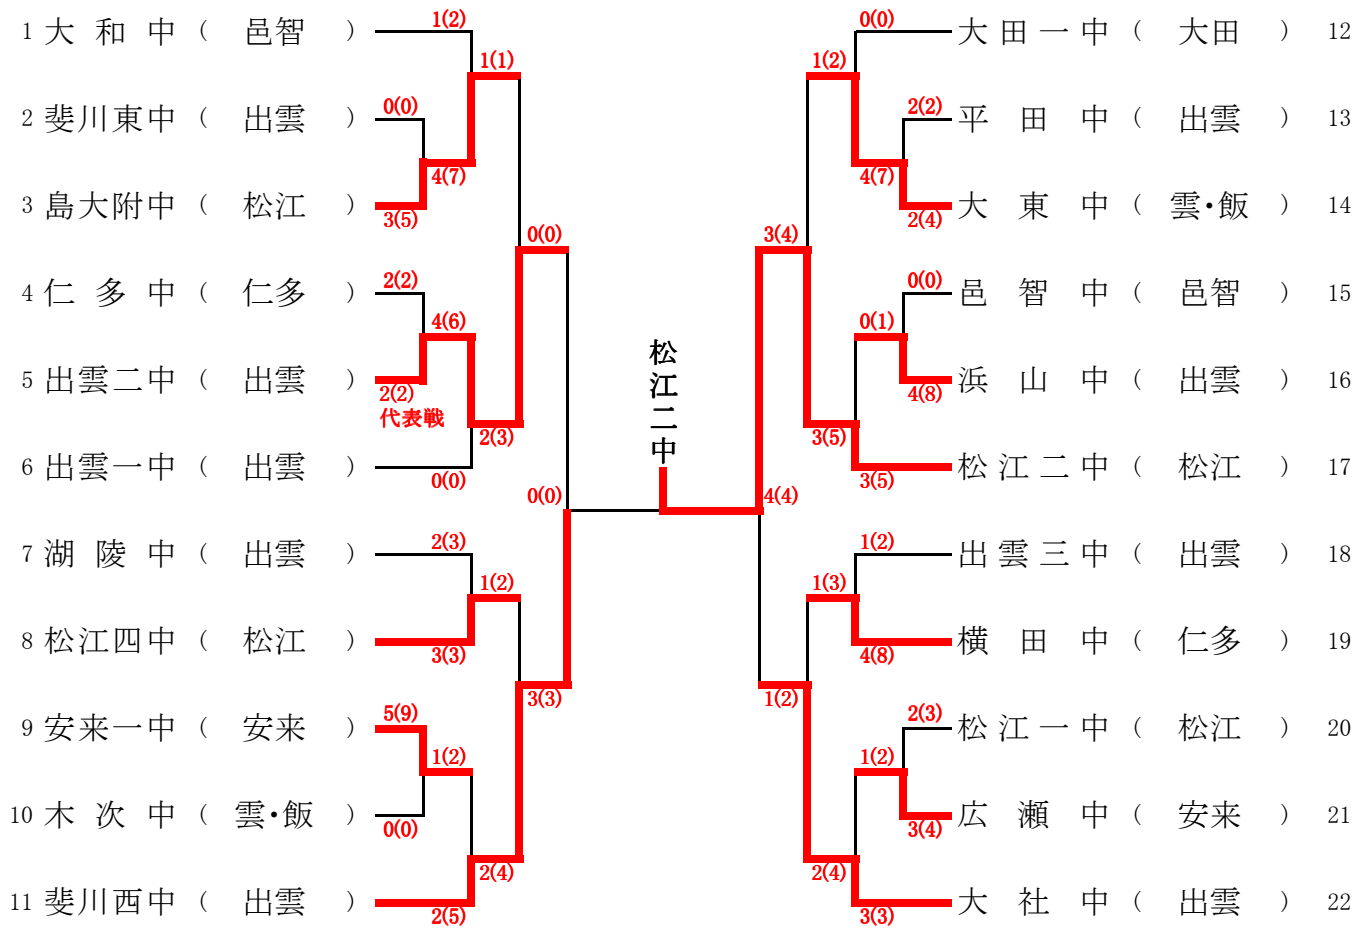 1(2)
0(0)
1 大和中（ 邑智 ）
大田一中（ 大田 ） 12
1(1)
1(2)
0(0)
2(2)
2 斐川東中（ 出雲 ）
平田中（ 出雲 ） 13
4(7)
4(7)
3 島大附中（ 松江 ）
大東中（ 雲・飯 ） 14
3(5)
2(4)
0(0)
3(4)
2(2)
0(0)
4 仁多中（ 仁多 ）
邑智中（ 邑智 ） 15
4(6)
0(1)
5 出雲二中（ 出雲 ）
浜山中（ 出雲 ） 16
2(2)
4(8)
代表戦
2(3)
3(5)
松江二中
6 出雲一中（ 出雲 ）
松江二中（ 松江 ） 17
0(0)
3(5)
0(0)
4(4)
2(3)
1(2)
7 湖陵中（ 出雲 ）
出雲三中（ 出雲 ） 18
1(2)
1(3)
8 松江四中（ 松江 ）
横田中（ 仁多 ） 19
3(3)
4(8)
3(3)
1(2)
5(9)
2(3)
9 安来一中（ 安来 ）
松江一中（ 松江 ） 20
1(2)
1(2)
10 木次中（ 雲・飯 ）
広瀬中（ 安来 ） 21
0(0)
3(4)
2(4)
2(4)
11 斐川西中（ 出雲 ）
大社中（ 出雲 ） 22
2(5)
3(3)